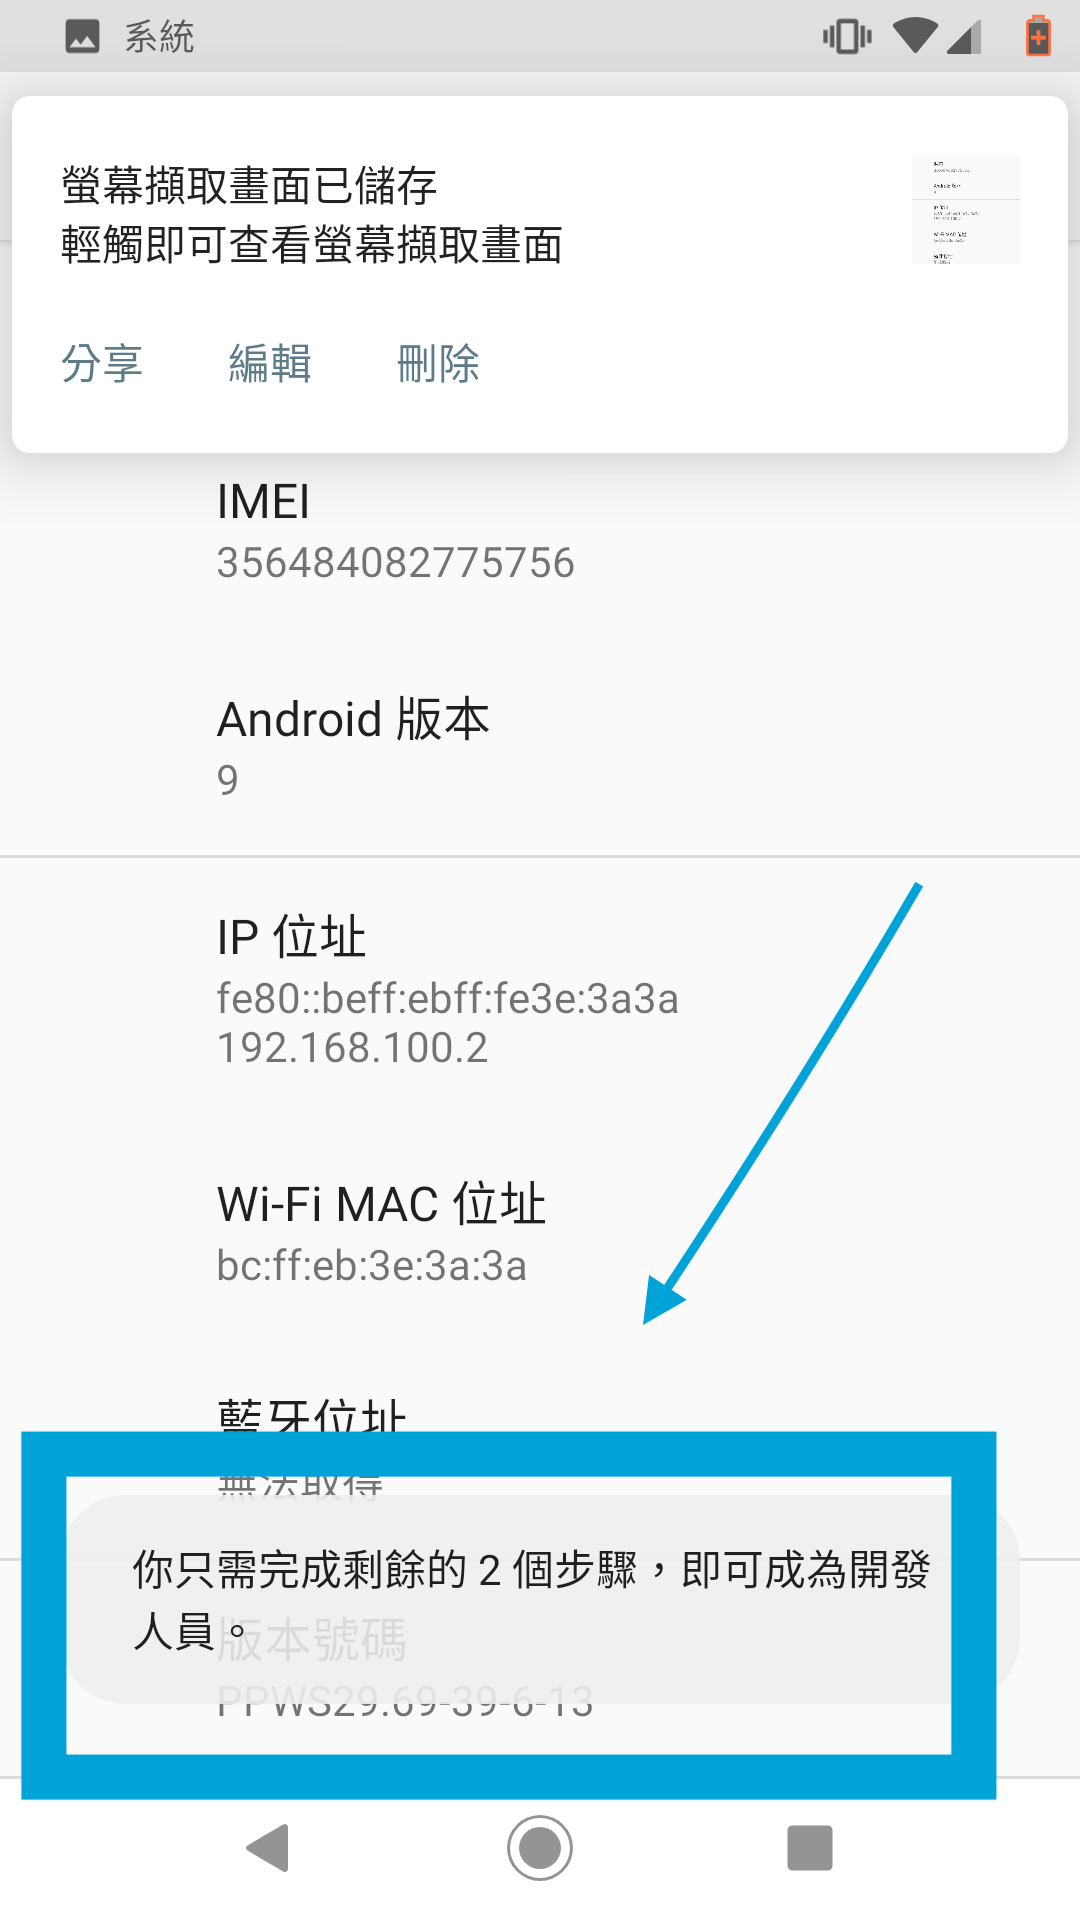 系統
螢幕擷取畫面已儲存
輕觸即可查看螢幕擷取畫面
分享 編輯 刪除
IMEI
356484082775756
Android 版本
9
IP 位址
fe80::beff:ebff:fe3e:3a3a
192.168.100.2
Wi-Fi MAC 位址
bc:ff:eb:3e:3a:3a
藍牙位址
無法取得
你只需完成剩餘的 2 個步驟，即可成為開發
人員。
版本號碼
PPWS29.69-39-6-13